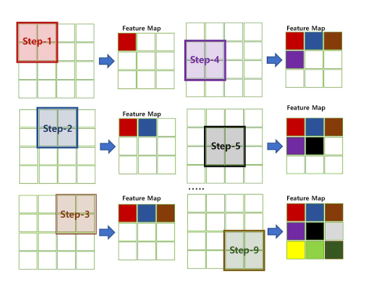 Feature Map
Step-1
Feature Map
Step-4
Feature Map
Step-2
Feature Map
Step-5
.....
Feature Map
Step-3
Feature Map
Step-9